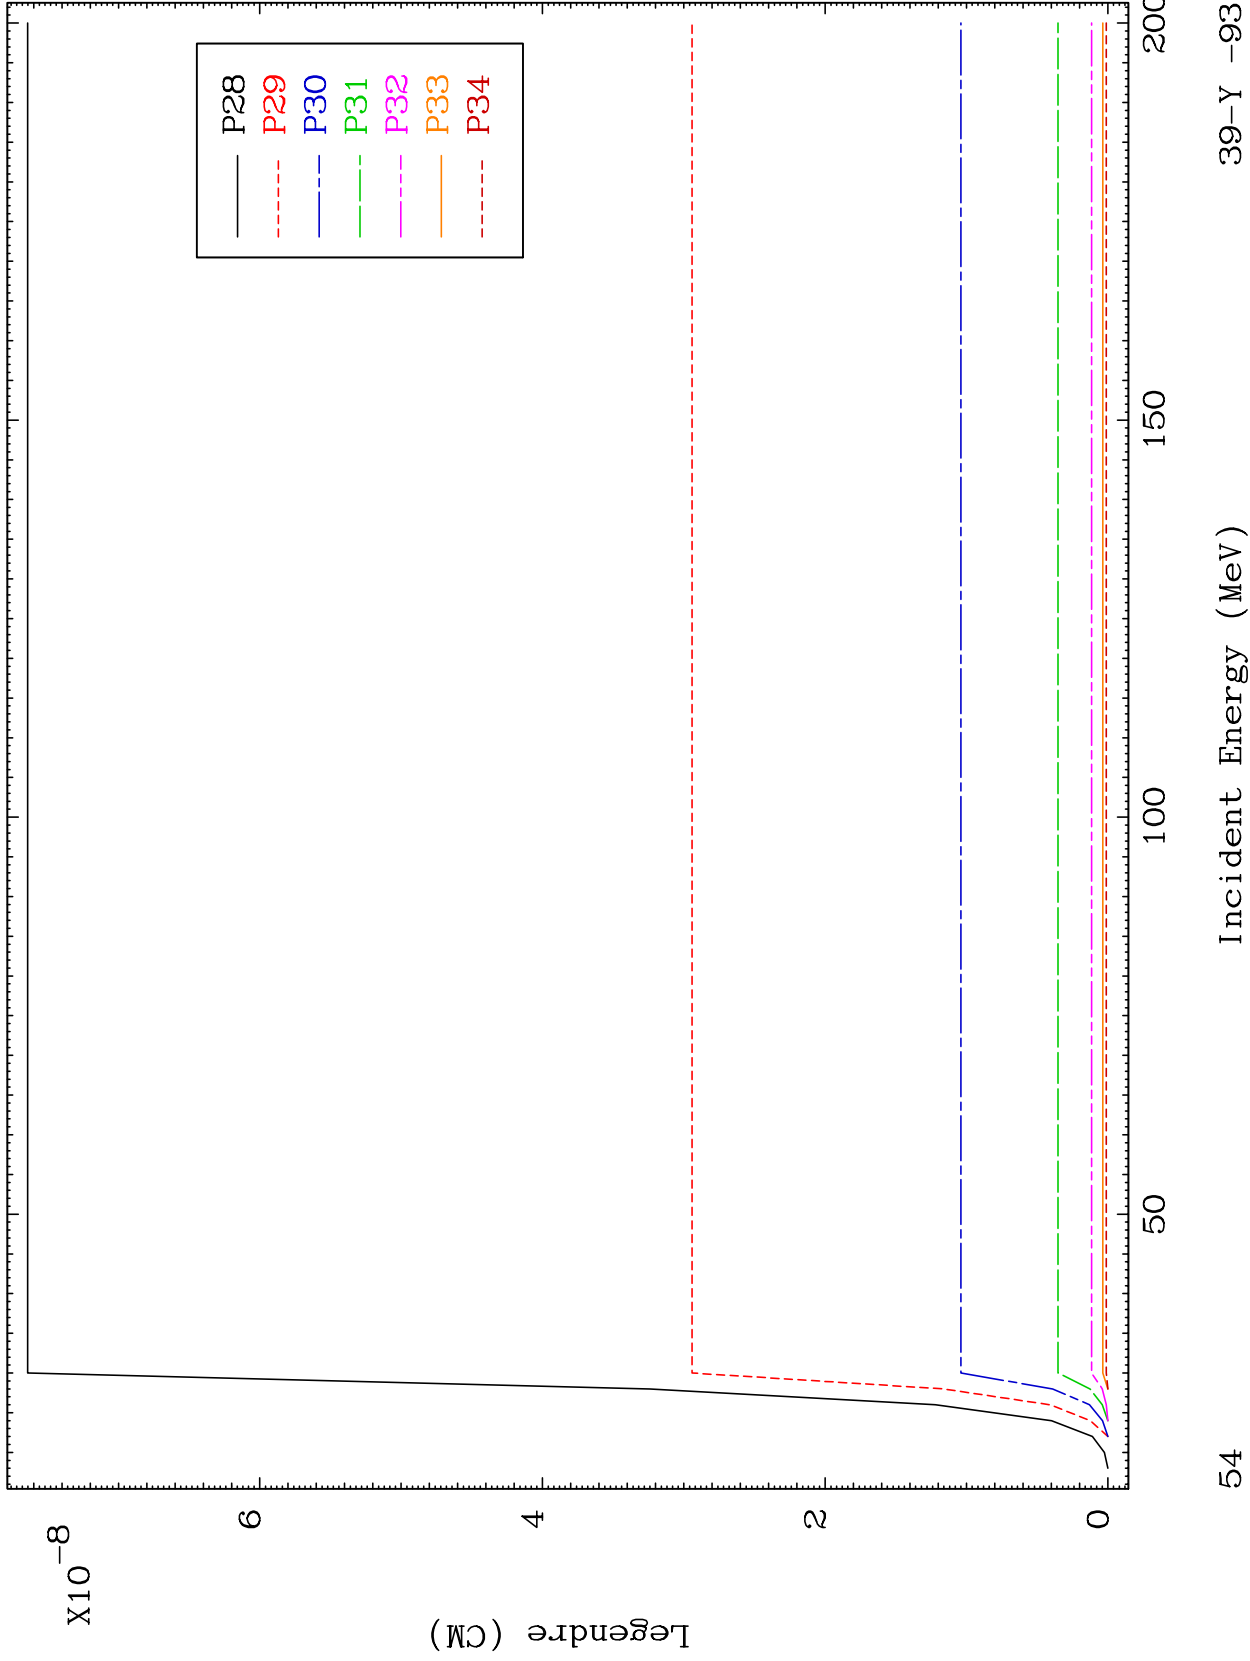 X10-8
6
4
2
0
Legendre (CM)
P28
P29
P30
P31
P32
P33
P34
50
100
150
200
Incident Energy (MeV)
54
39-Y -93